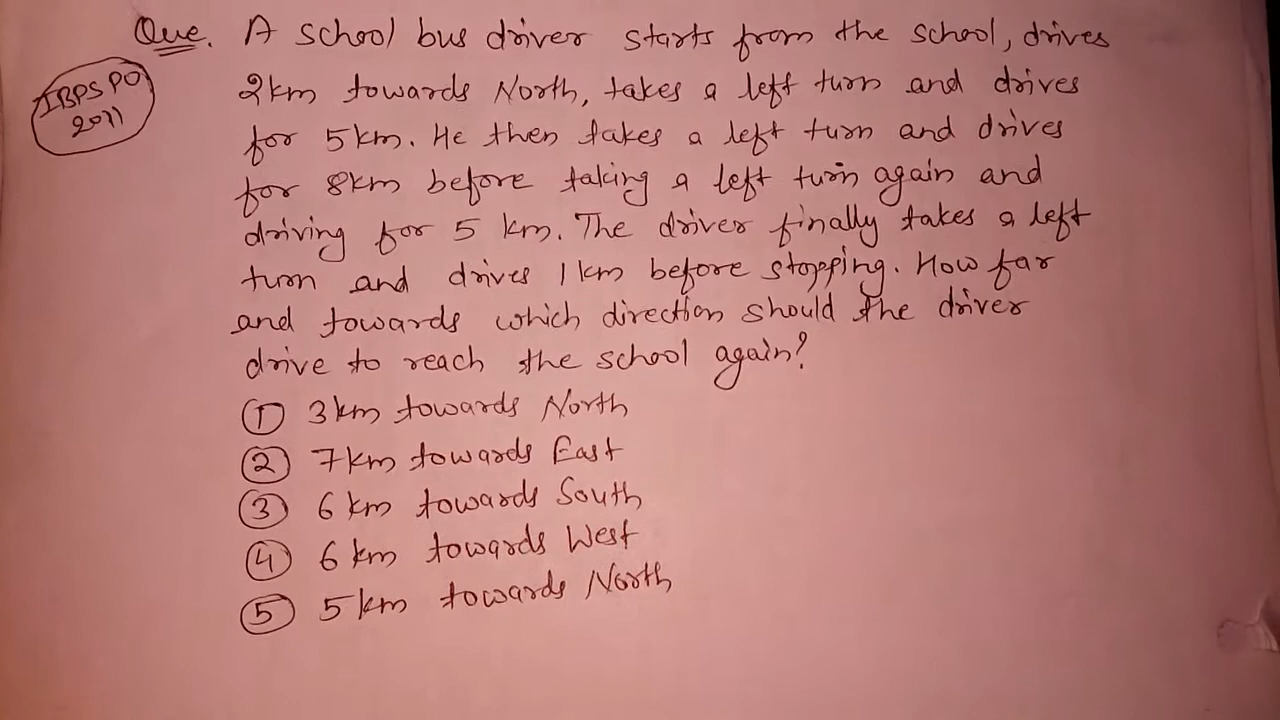 Que. A school bus driver starts from the school, drives
IBPS PO
2011
2km towards North, takes a left turn and drives
for 5km. He then takes a left turn and drives
for 8km before taking a left turn again and
driving for 5 km. The driver finally takes a left
turn and drives 1km before stopping. How far
and towards which direction should the driver
drive to reach the school again?
① 3km towards North
② 7km towards East
③ 6 km towards South
④ 6 km towards West
⑤ 5 km towards North